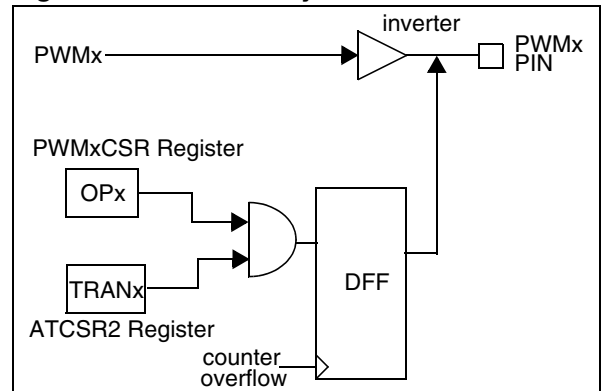 inverter
PWMx
PWMx
PIN
PWMxCSR Register
OPx
TRANx
DFF
ATCSR2 Register
counter
overflow